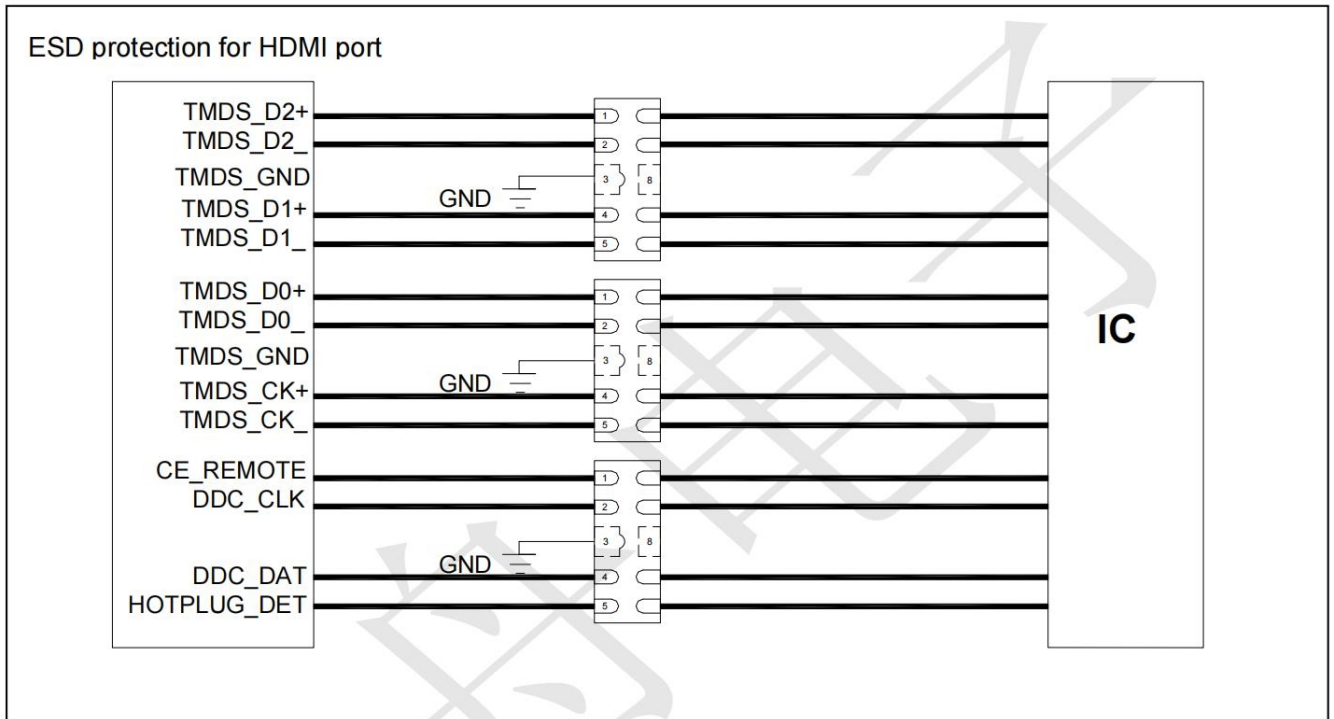 ESD protection for HDMI port
TMDS_D2+
TMDS_D2_
TMDS_GND
TMDS_D1+
TMDS_D1_
GND
1
2
3 8
4
5
TMDS_D0+
TMDS_D0_
TMDS_GND
TMDS_CK+
TMDS_CK_
GND
1
2
3 8
4
5
CE_REMOTE
DDC_CLK
DDC_DAT
HOTPLUG_DET
GND
1
2
3 8
4
5
IC
电子